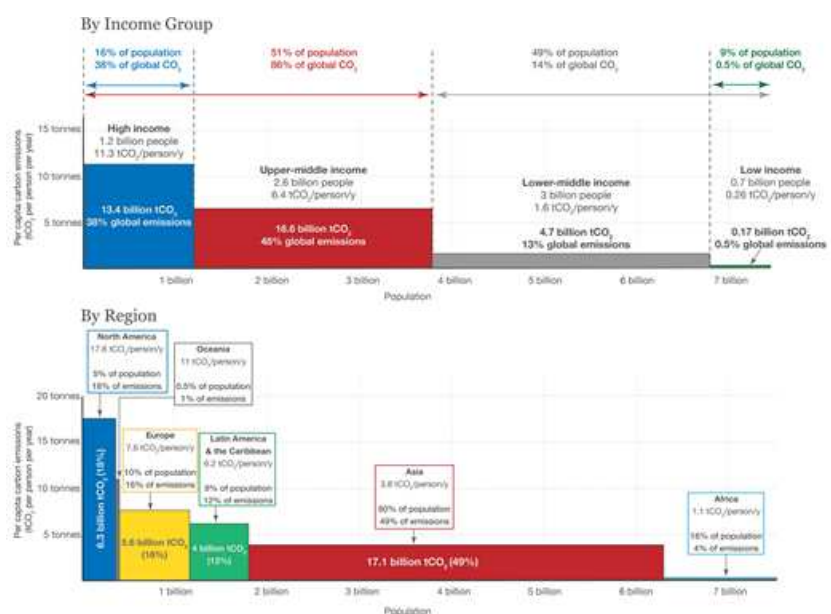 By Income Group
16% of population
38% of global CO₂
51% of population
86% of global CO₂
49% of population
14% of global CO₂
9% of population
0.5% of global CO₂
Per capita carbon emissions
(tCO₂ per person per year)
15 tonnes
10 tonnes
5 tonnes
High income
1.2 billion people
11.3 tCO₂/person/y
13.4 billion tCO₂
38% global emissions
Upper-middle income
2.6 billion people
6.4 tCO₂/person/y
16.6 billion tCO₂
48% global emissions
Lower-middle income
3 billion people
1.6 tCO₂/person/y
4.7 billion tCO₂
13% global emissions
Low income
0.7 billion people
0.26 tCO₂/person/y
0.17 billion tCO₂
0.5% global emissions
1 billion
2 billion
3 billion
4 billion
5 billion
6 billion
7 billion
Population
By Region
Per capita carbon emissions
(tCO₂ per person per year)
20 tonnes
15 tonnes
10 tonnes
5 tonnes
North America
17.6 tCO₂/person/y
5% of population
18% of emissions
6.3 billion tCO₂ (18%)
Oceania
11 tCO₂/person/y
0.5% of population
1% of emissions
Europe
7.6 tCO₂/person/y
10% of population
16% of emissions
5.6 billion tCO₂
(16%)
Latin America
& the Caribbean
6.2 tCO₂/person/y
8% of population
12% of emissions
4 billion tCO₂
(12%)
Asia
3.8 tCO₂/person/y
60% of population
49% of emissions
17.1 billion tCO₂ (49%)
Africa
1.1 tCO₂/person/y
16% of population
4% of emissions
1 billion
2 billion
3 billion
4 billion
5 billion
6 billion
7 billion
Population